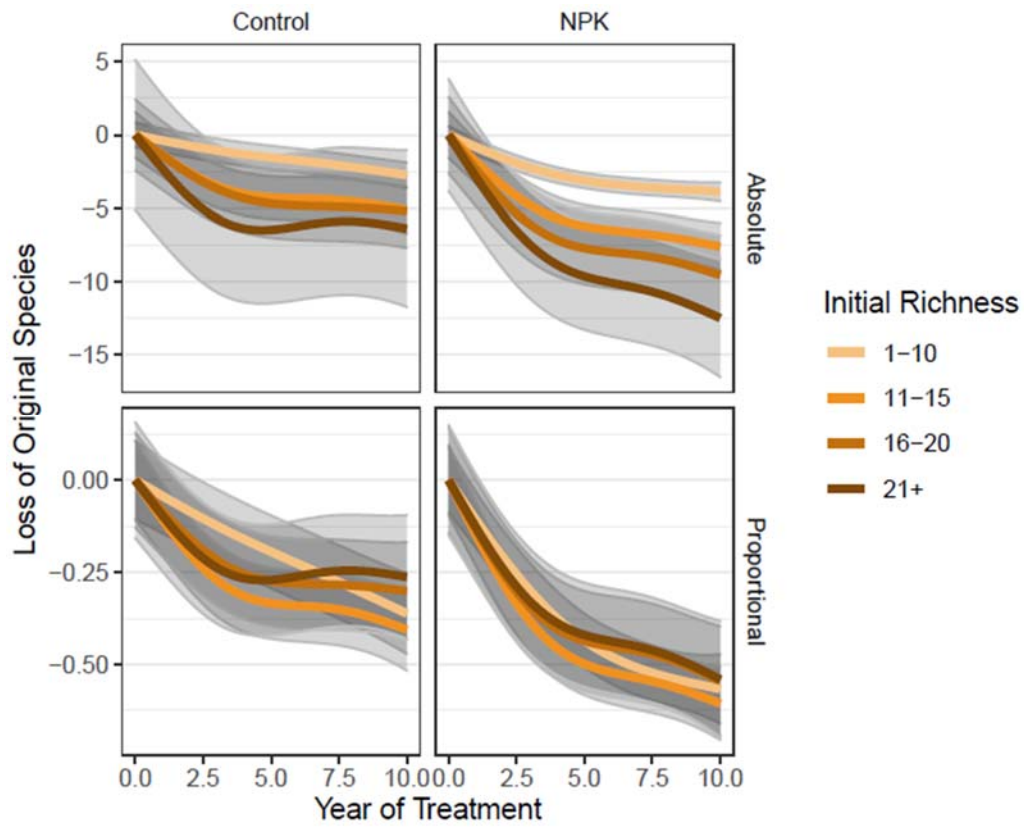 Control
NPK
5
0
−5
−10
−15
Absolute
0.00
−0.25
−0.50
Proportional
Loss of Original Species
0.0 2.5 5.0 7.5 10.0
0.0 2.5 5.0 7.5 10.0
Year of Treatment
Initial Richness
1−10
11−15
16−20
21+